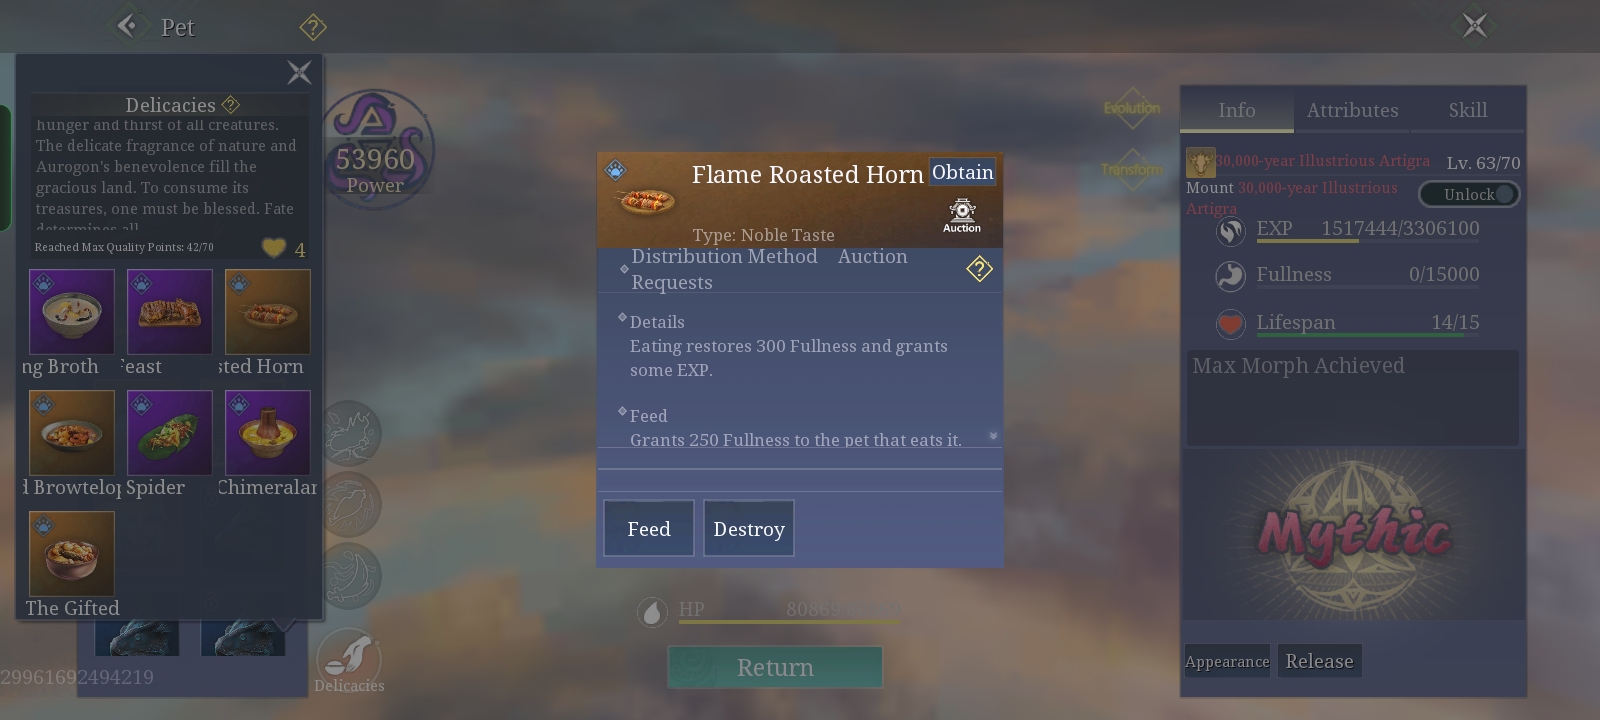 Pet
Delicacies
hunger and thirst of all creatures.
The delicate fragrance of nature and
Aurogon's benevolence fill the
gracious land. To consume its
treasures, one must be blessed. Fate
determines all
Reached Max Quality Points: 42/70
4
ng Broth
Feast
sted Horn
d Browtelop
Spider
Chimeralan
The Gifted
29961692494219
53960
Power
Delicacies
Flame Roasted Horn
Obtain
Auction
Type: Noble Taste
Distribution Method Auction
Requests
Details
Eating restores 300 Fullness and grants
some EXP.
Feed
Grants 250 Fullness to the pet that eats it.
Feed
Destroy
HP
Return
Evolution
Transform
Info
Attributes
Skill
30,000-year Illustrious Artigra
Lv. 63/70
Mount 30,000-year Illustrious
Artigra
Unlock
EXP 1517444/3306100
Fullness 0/15000
Lifespan 14/15
Max Morph Achieved
Mythic
Appearance
Release